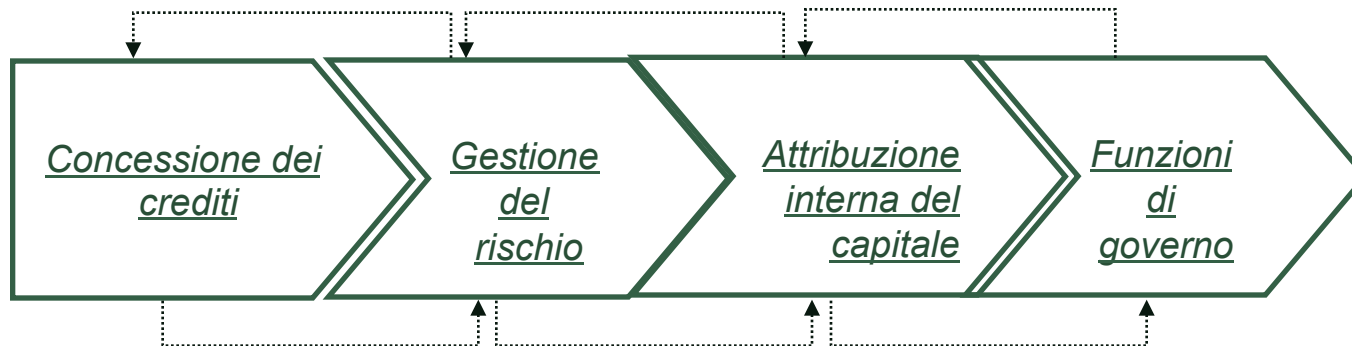 Concessione dei
crediti
Gestione
del
rischio
Attribuzione
interna del
capitale
Funzioni
di
governo